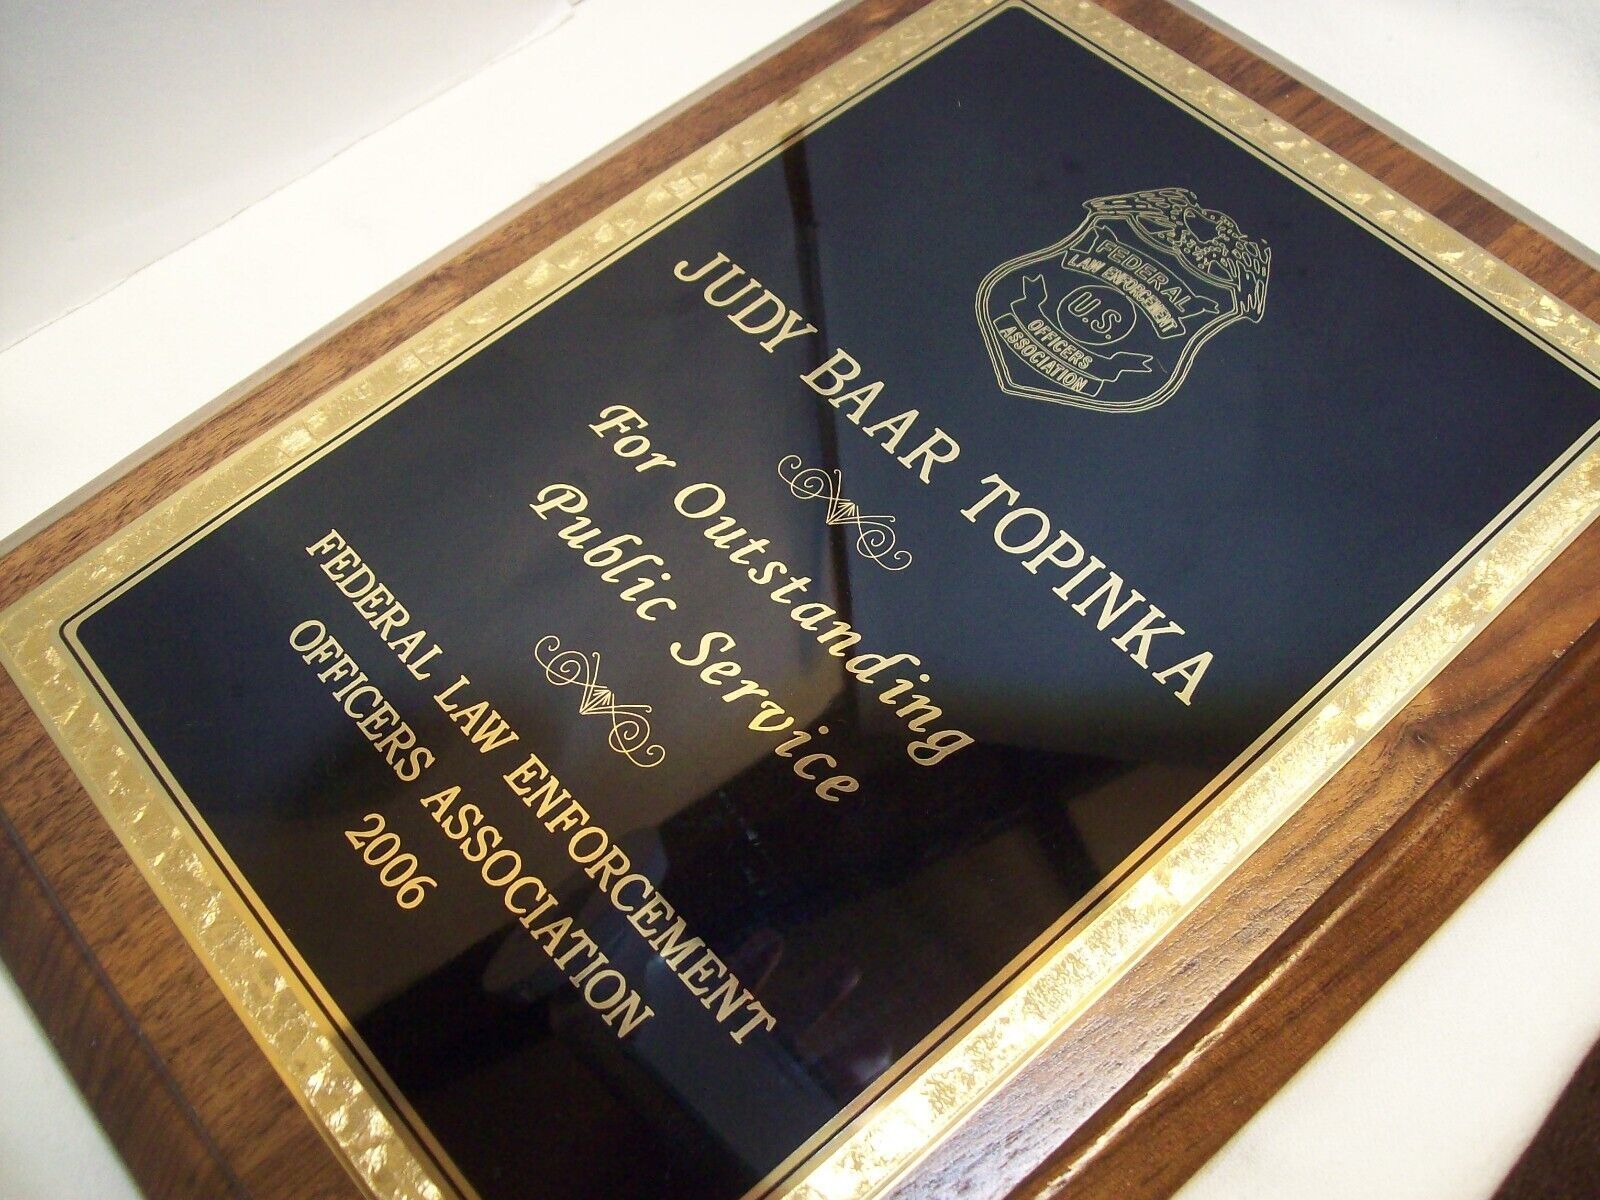 FEDERAL
LAW ENFORCEMENT
U.S.
OFFICERS
ASSOCIATION
JUDY BAAR TOPINKA
For Outstanding
Public Service
FEDERAL LAW ENFORCEMENT
OFFICERS ASSOCIATION
2006